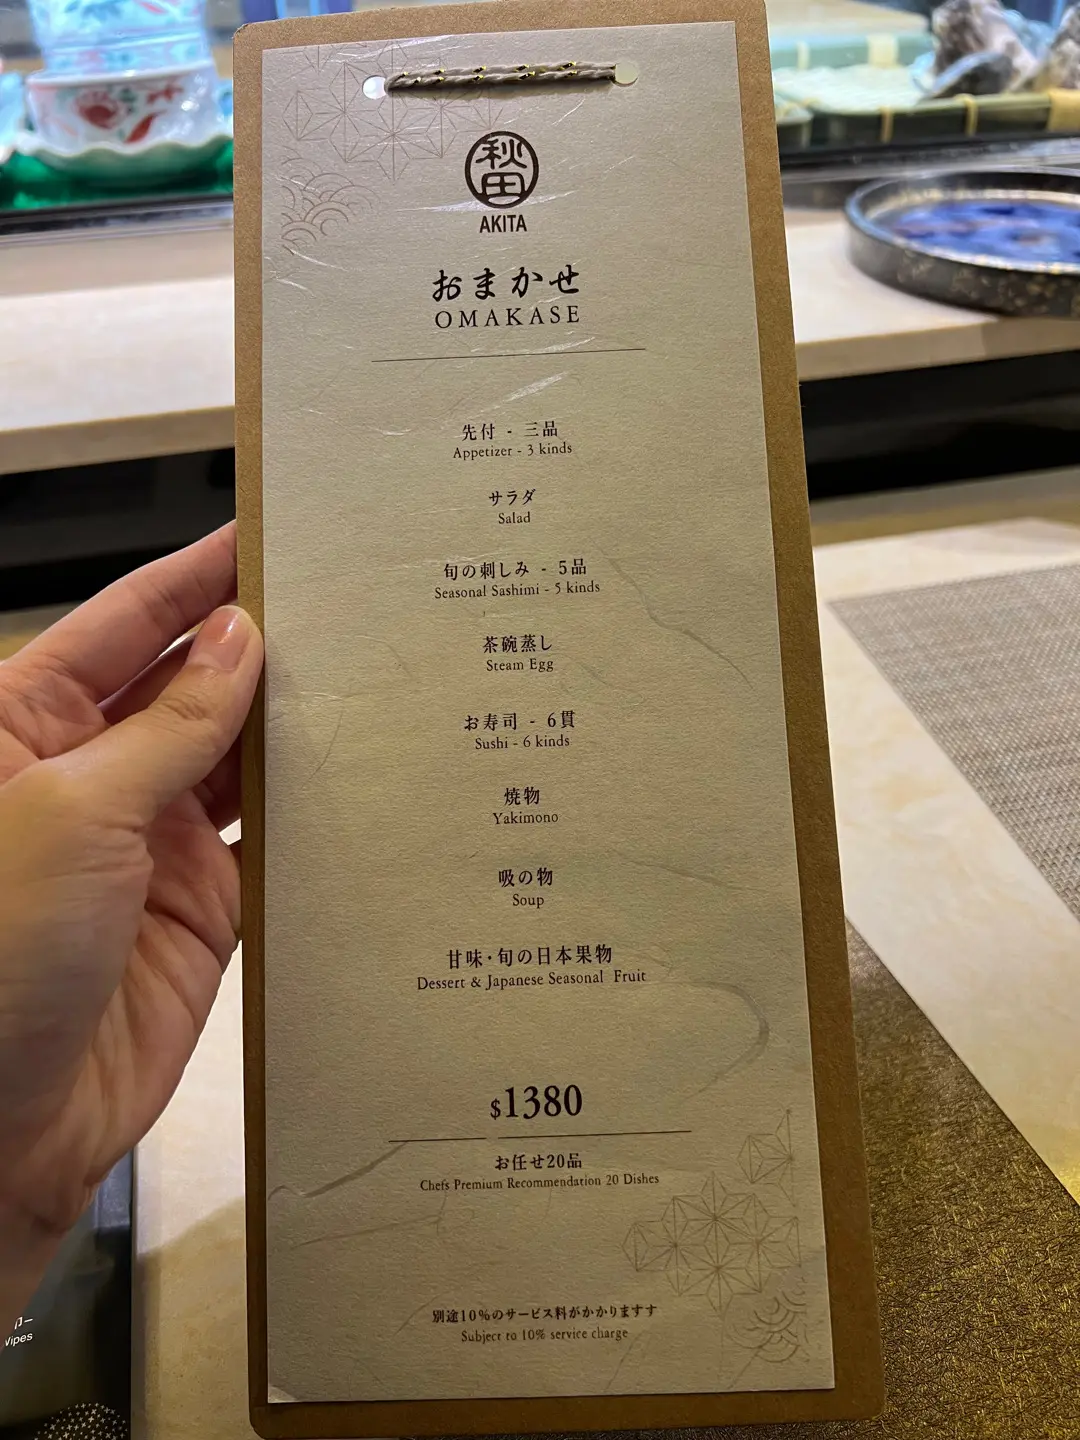 秋田
AKITA
おまかせ
OMAKASE
先付 - 三品
Appetizer - 3 kinds
サラダ
Salad
旬の刺しみ - 5品
Seasonal Sashimi - 5 kinds
茶碗蒸し
Steam Egg
お寿司 - 6貫
Sushi - 6 kinds
焼物
Yakimono
吸の物
Soup
甘味・旬の日本果物
Dessert & Japanese Seasonal Fruit
$1380
お任せ20品
Chefs Premium Recommendation 20 Dishes
別途10%のサービス料がかかりますす
Subject to 10% service charge
Wipes